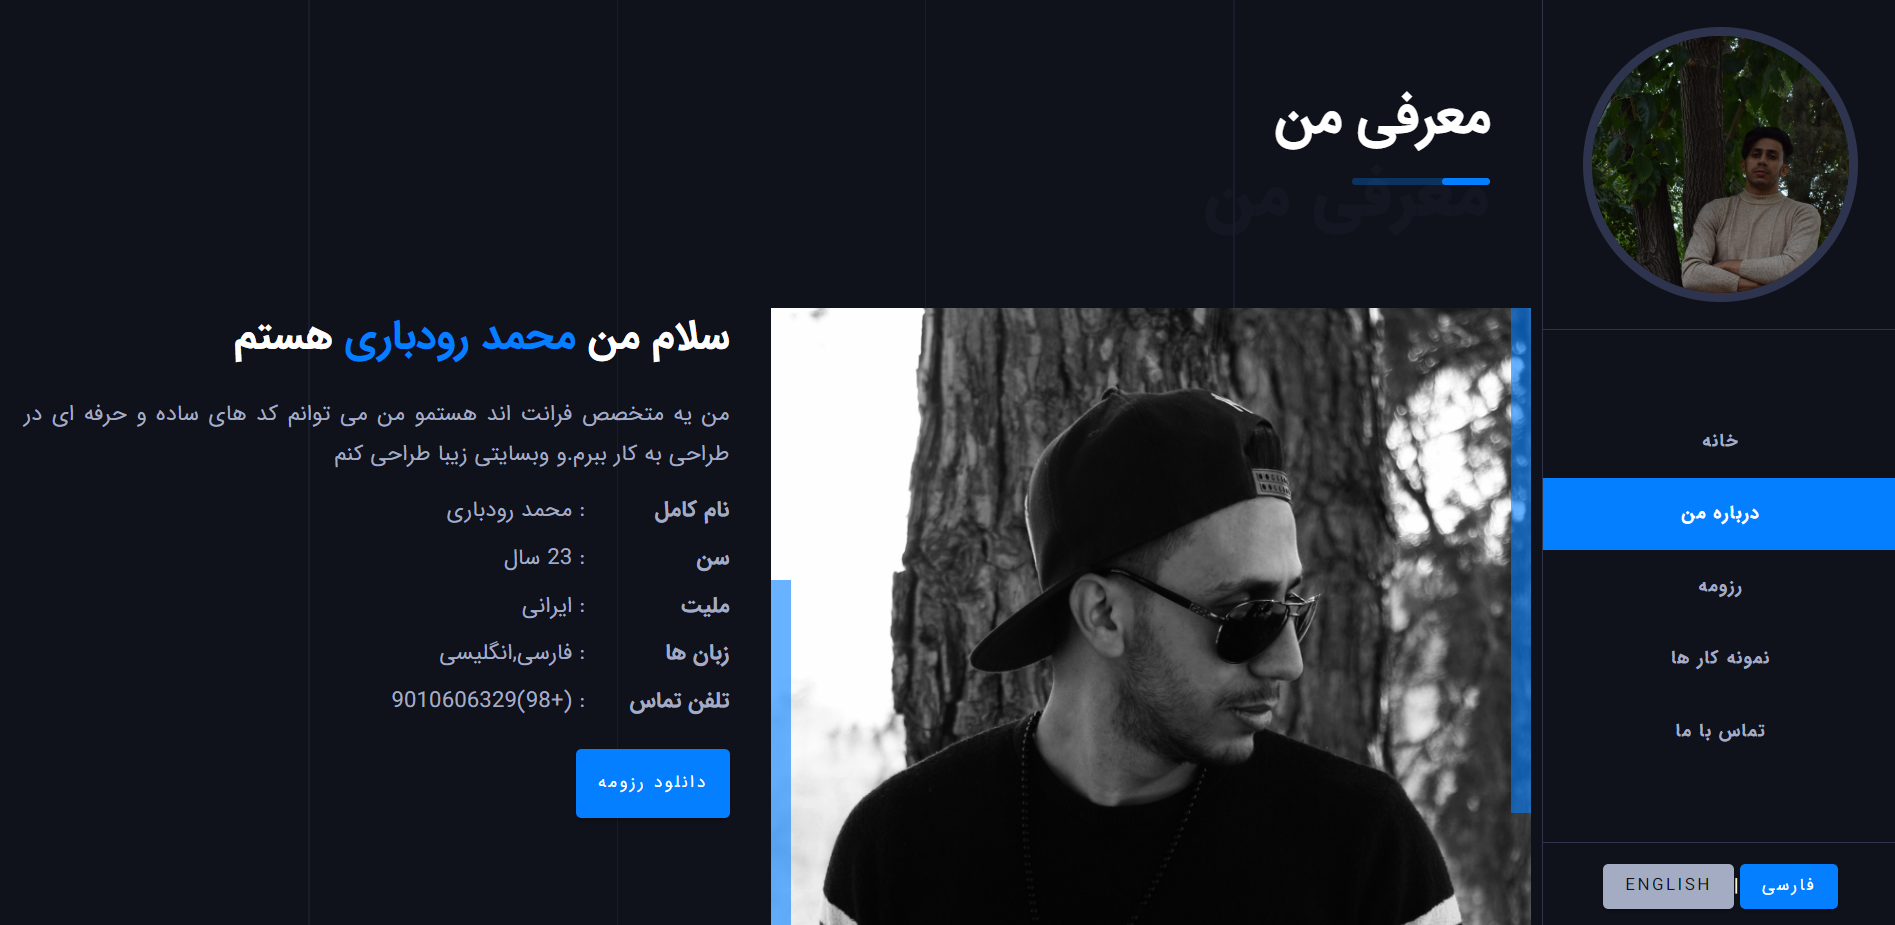 معرفی من
معرفی من
سلام من محمد رودباری هستم
من یه متخصص فرانت اند هستمو من می توانم کد های ساده و حرفه ای در
طراحی به کار ببرم.و وبسایتی زیبا طراحی کنم
نام کامل : محمد رودباری
سن : 23 سال
ملیت : ایرانی
زبان ها : فارسی,انگلیسی
تلفن تماس : (+98)9010606329
دانلود رزومه
خانه
درباره من
رزومه
نمونه کار ها
تماس با ما
فارسی | ENGLISH